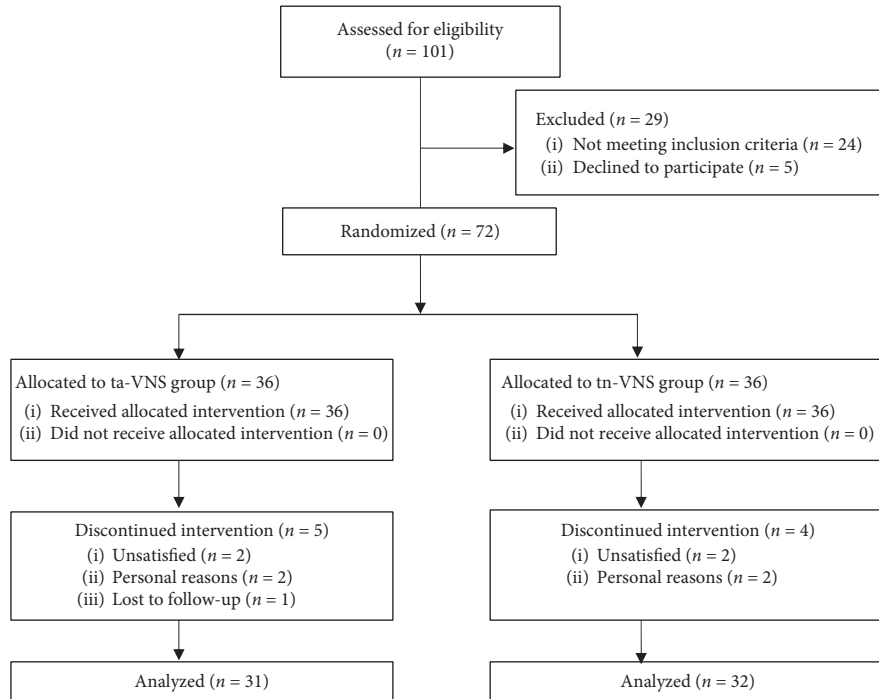 Assessed for eligibility
(n = 101)
Excluded (n = 29)
(i) Not meeting inclusion criteria (n = 24)
(ii) Declined to participate (n = 5)
Randomized (n = 72)
Allocated to ta-VNS group (n = 36)
(i) Received allocated intervention (n = 36)
(ii) Did not receive allocated intervention (n = 0)
Allocated to tn-VNS group (n = 36)
(i) Received allocated intervention (n = 36)
(ii) Did not receive allocated intervention (n = 0)
Discontinued intervention (n = 5)
(i) Unsatisfied (n = 2)
(ii) Personal reasons (n = 2)
(iii) Lost to follow-up (n = 1)
Discontinued intervention (n = 4)
(i) Unsatisfied (n = 2)
(ii) Personal reasons (n = 2)
Analyzed (n = 31)
Analyzed (n = 32)